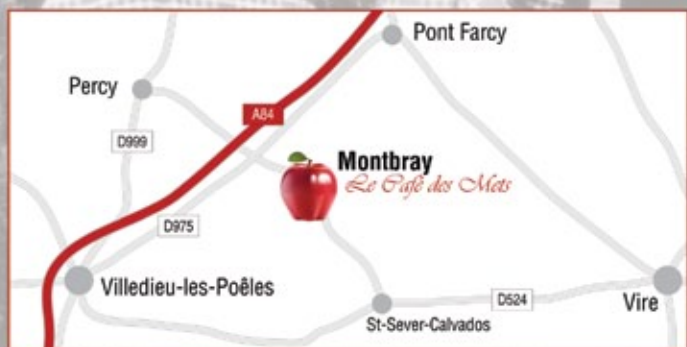 Pont Farcy
Percy
A84
D999
Montbray
Le Café des Mets
D975
Villedieu-les-Poêles
D524
Vire
St-Sever-Calvados